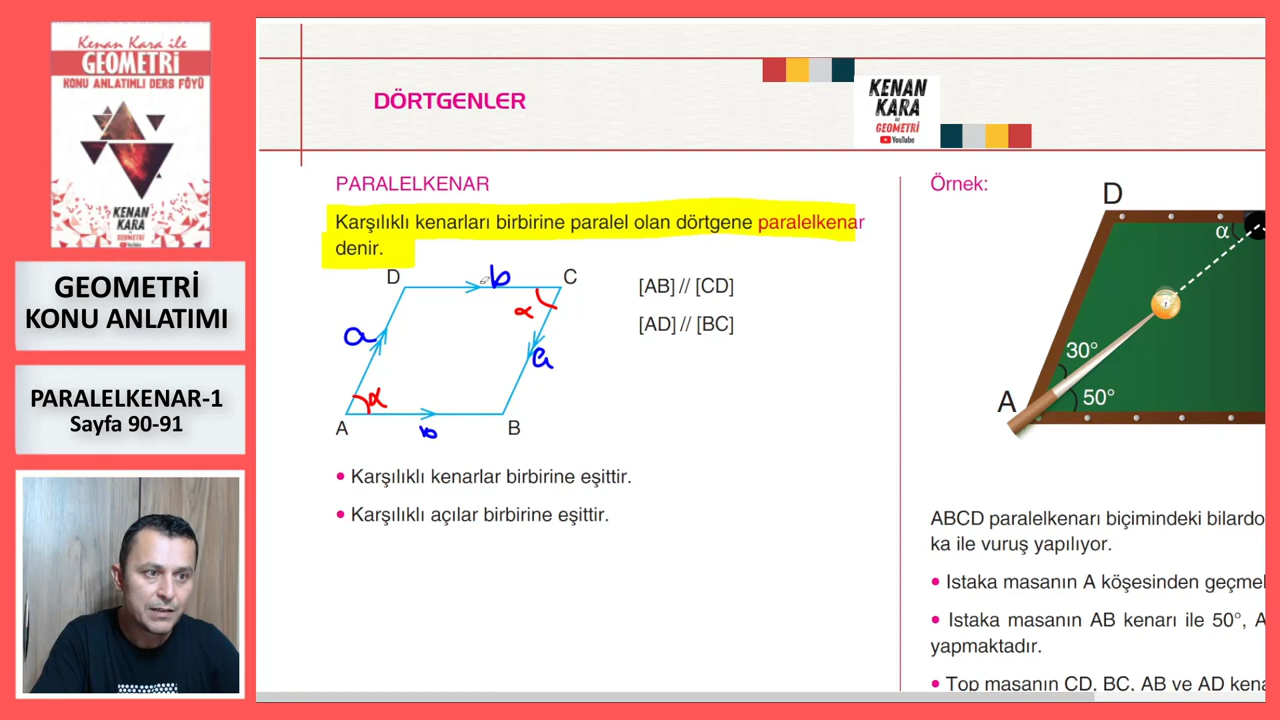 Kenan Kara ile
GEOMETRİ
KONU ANLATIMLI DERS FÖYÜ
KENAN
KARA
GEOMETRİ
KONU ANLATIMI
PARALELKENAR-1
Sayfa 90-91
DÖRTGENLER
KENAN
KARA
ile
GEOMETRİ
YouTube
PARALELKENAR
Karşılıklı kenarları birbirine paralel olan dörtgene paralelkenar
denir.
D b C
α
a a
α
A b B
[AB] // [CD]
[AD] // [BC]
• Karşılıklı kenarlar birbirine eşittir.
• Karşılıklı açılar birbirine eşittir.
Örnek:
D
α
30°
50°
A
ABCD paralelkenarı biçimindeki bilardo
ka ile vuruş yapılıyor.
• Istaka masanın A köşesinden geçme
• Istaka masanın AB kenarı ile 50°, A
yapmaktadır.
• Top masanın CD, BC, AB ve AD kena